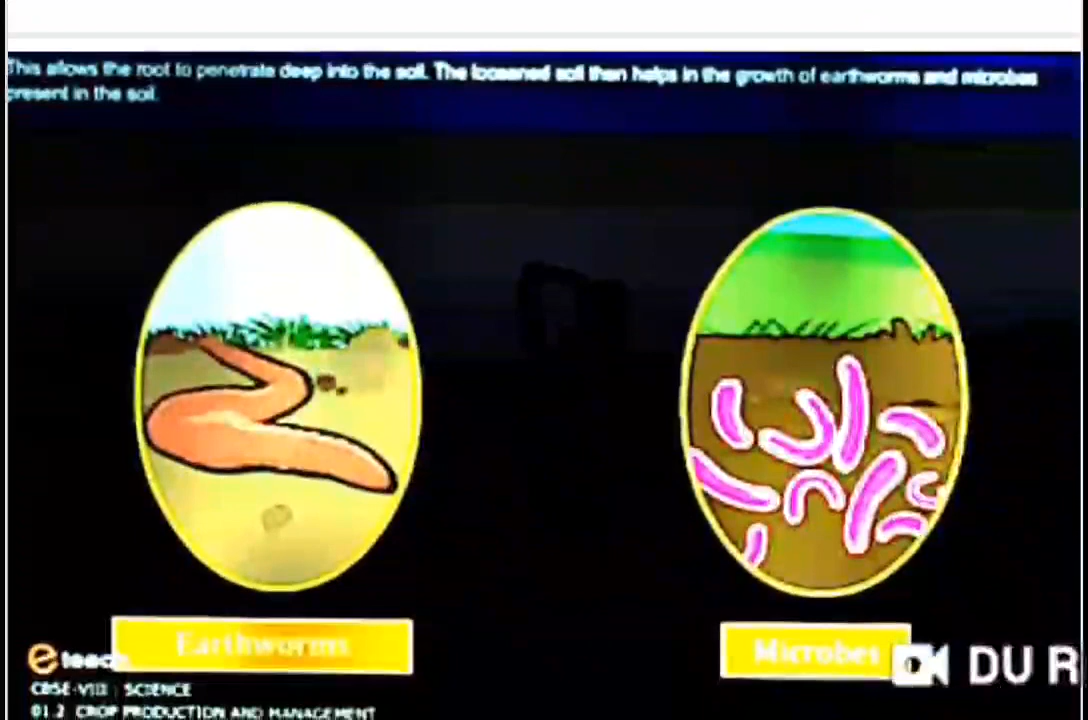 This allows the root to penetrate deep into the soil. The loosened soil then helps in the growth of earthworms and microbes
present in the soil.
Earthworms
Microbes
e teac
DU R
CBSE-VIII | SCIENCE
01.2 CROP PRODUCTION AND MANAGEMENT